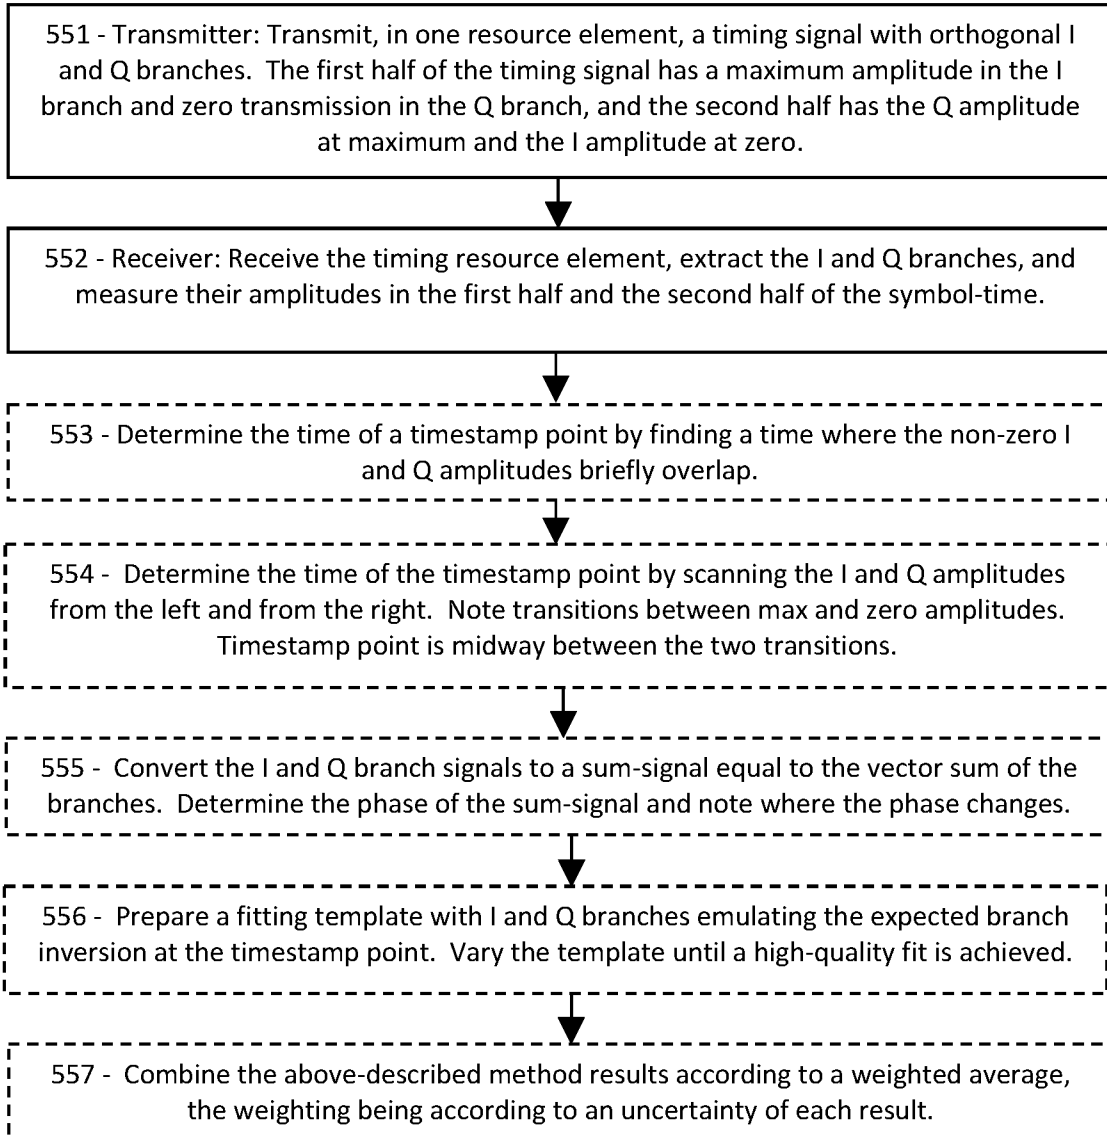 551 - Transmitter: Transmit, in one resource element, a timing signal with orthogonal I
and Q branches. The first half of the timing signal has a maximum amplitude in the I
branch and zero transmission in the Q branch, and the second half has the Q amplitude
at maximum and the I amplitude at zero.
552 - Receiver: Receive the timing resource element, extract the I and Q branches, and
measure their amplitudes in the first half and the second half of the symbol-time.
553 - Determine the time of a timestamp point by finding a time where the non-zero I
and Q amplitudes briefly overlap.
554 - Determine the time of the timestamp point by scanning the I and Q amplitudes
from the left and from the right. Note transitions between max and zero amplitudes.
Timestamp point is midway between the two transitions.
555 - Convert the I and Q branch signals to a sum-signal equal to the vector sum of the
branches. Determine the phase of the sum-signal and note where the phase changes.
556 - Prepare a fitting template with I and Q branches emulating the expected branch
inversion at the timestamp point. Vary the template until a high-quality fit is achieved.
557 - Combine the above-described method results according to a weighted average,
the weighting being according to an uncertainty of each result.